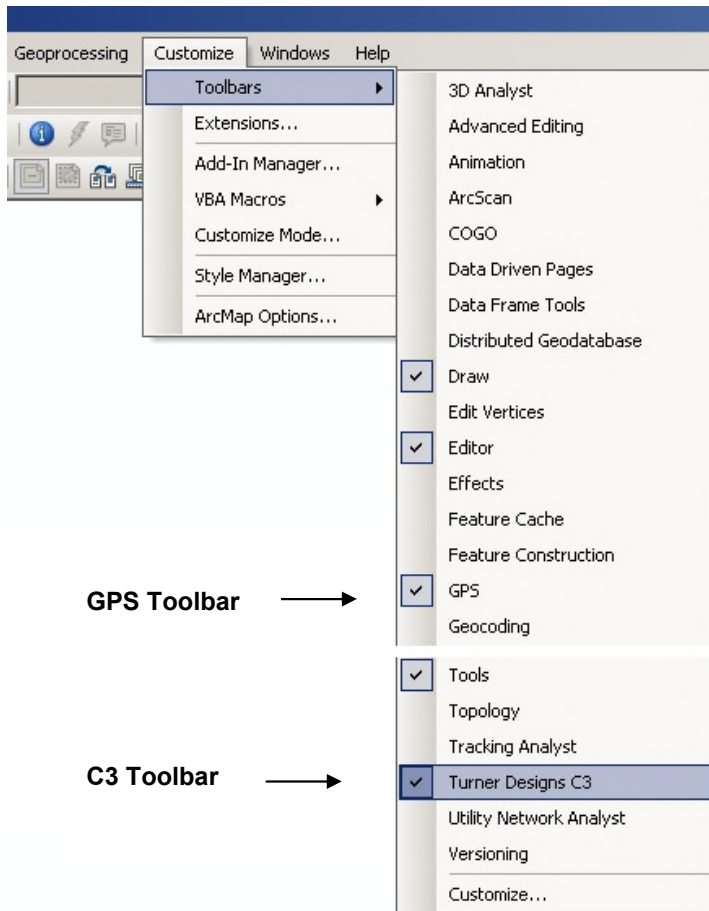 Geoprocessing Customize Windows Help
Toolbars
Extensions...
Add-In Manager...
VBA Macros
Customize Mode...
Style Manager...
ArcMap Options...
3D Analyst
Advanced Editing
Animation
ArcScan
COGO
Data Driven Pages
Data Frame Tools
Distributed Geodatabase
Draw
Edit Vertices
Editor
Effects
Feature Cache
Feature Construction
GPS Toolbar
GPS
Geocoding
Tools
Topology
Tracking Analyst
C3 Toolbar
Turner Designs C3
Utility Network Analyst
Versioning
Customize...